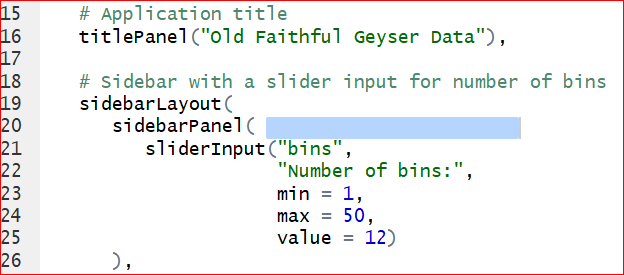 15 # Application title
16 titlePanel("Old Faithful Geyser Data"),
17
18 # Sidebar with a slider input for number of bins
19 sidebarLayout(
20 sidebarPanel(
21 sliderInput("bins",
22 "Number of bins:",
23 min = 1,
24 max = 50,
25 value = 12)
26 ),